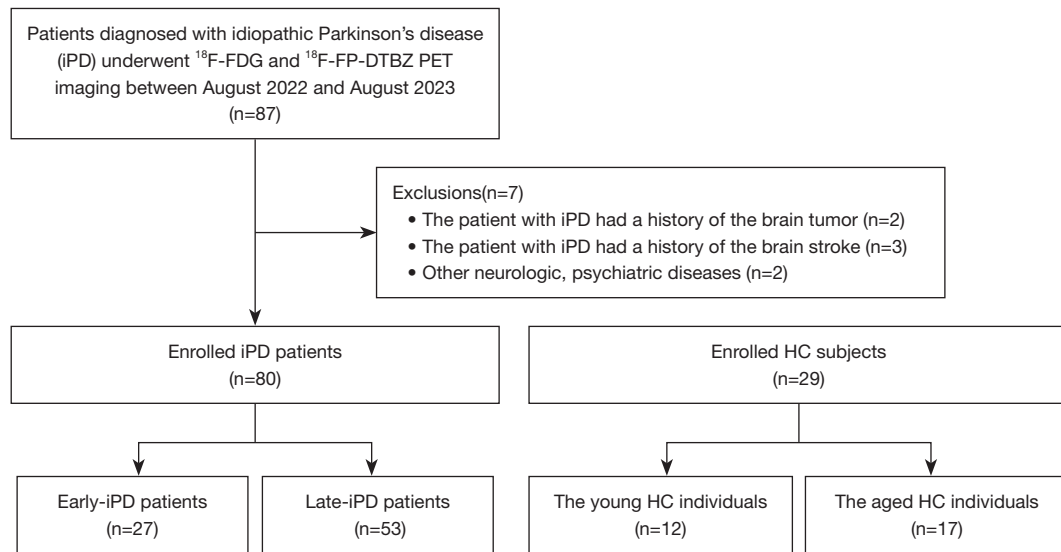 Patients diagnosed with idiopathic Parkinson's disease
(iPD) underwent ¹⁸F-FDG and ¹⁸F-FP-DTBZ PET
imaging between August 2022 and August 2023
(n=87)
Exclusions(n=7)
• The patient with iPD had a history of the brain tumor (n=2)
• The patient with iPD had a history of the brain stroke (n=3)
• Other neurologic, psychiatric diseases (n=2)
Enrolled iPD patients
(n=80)
Enrolled HC subjects
(n=29)
Early-iPD patients
(n=27)
Late-iPD patients
(n=53)
The young HC individuals
(n=12)
The aged HC individuals
(n=17)